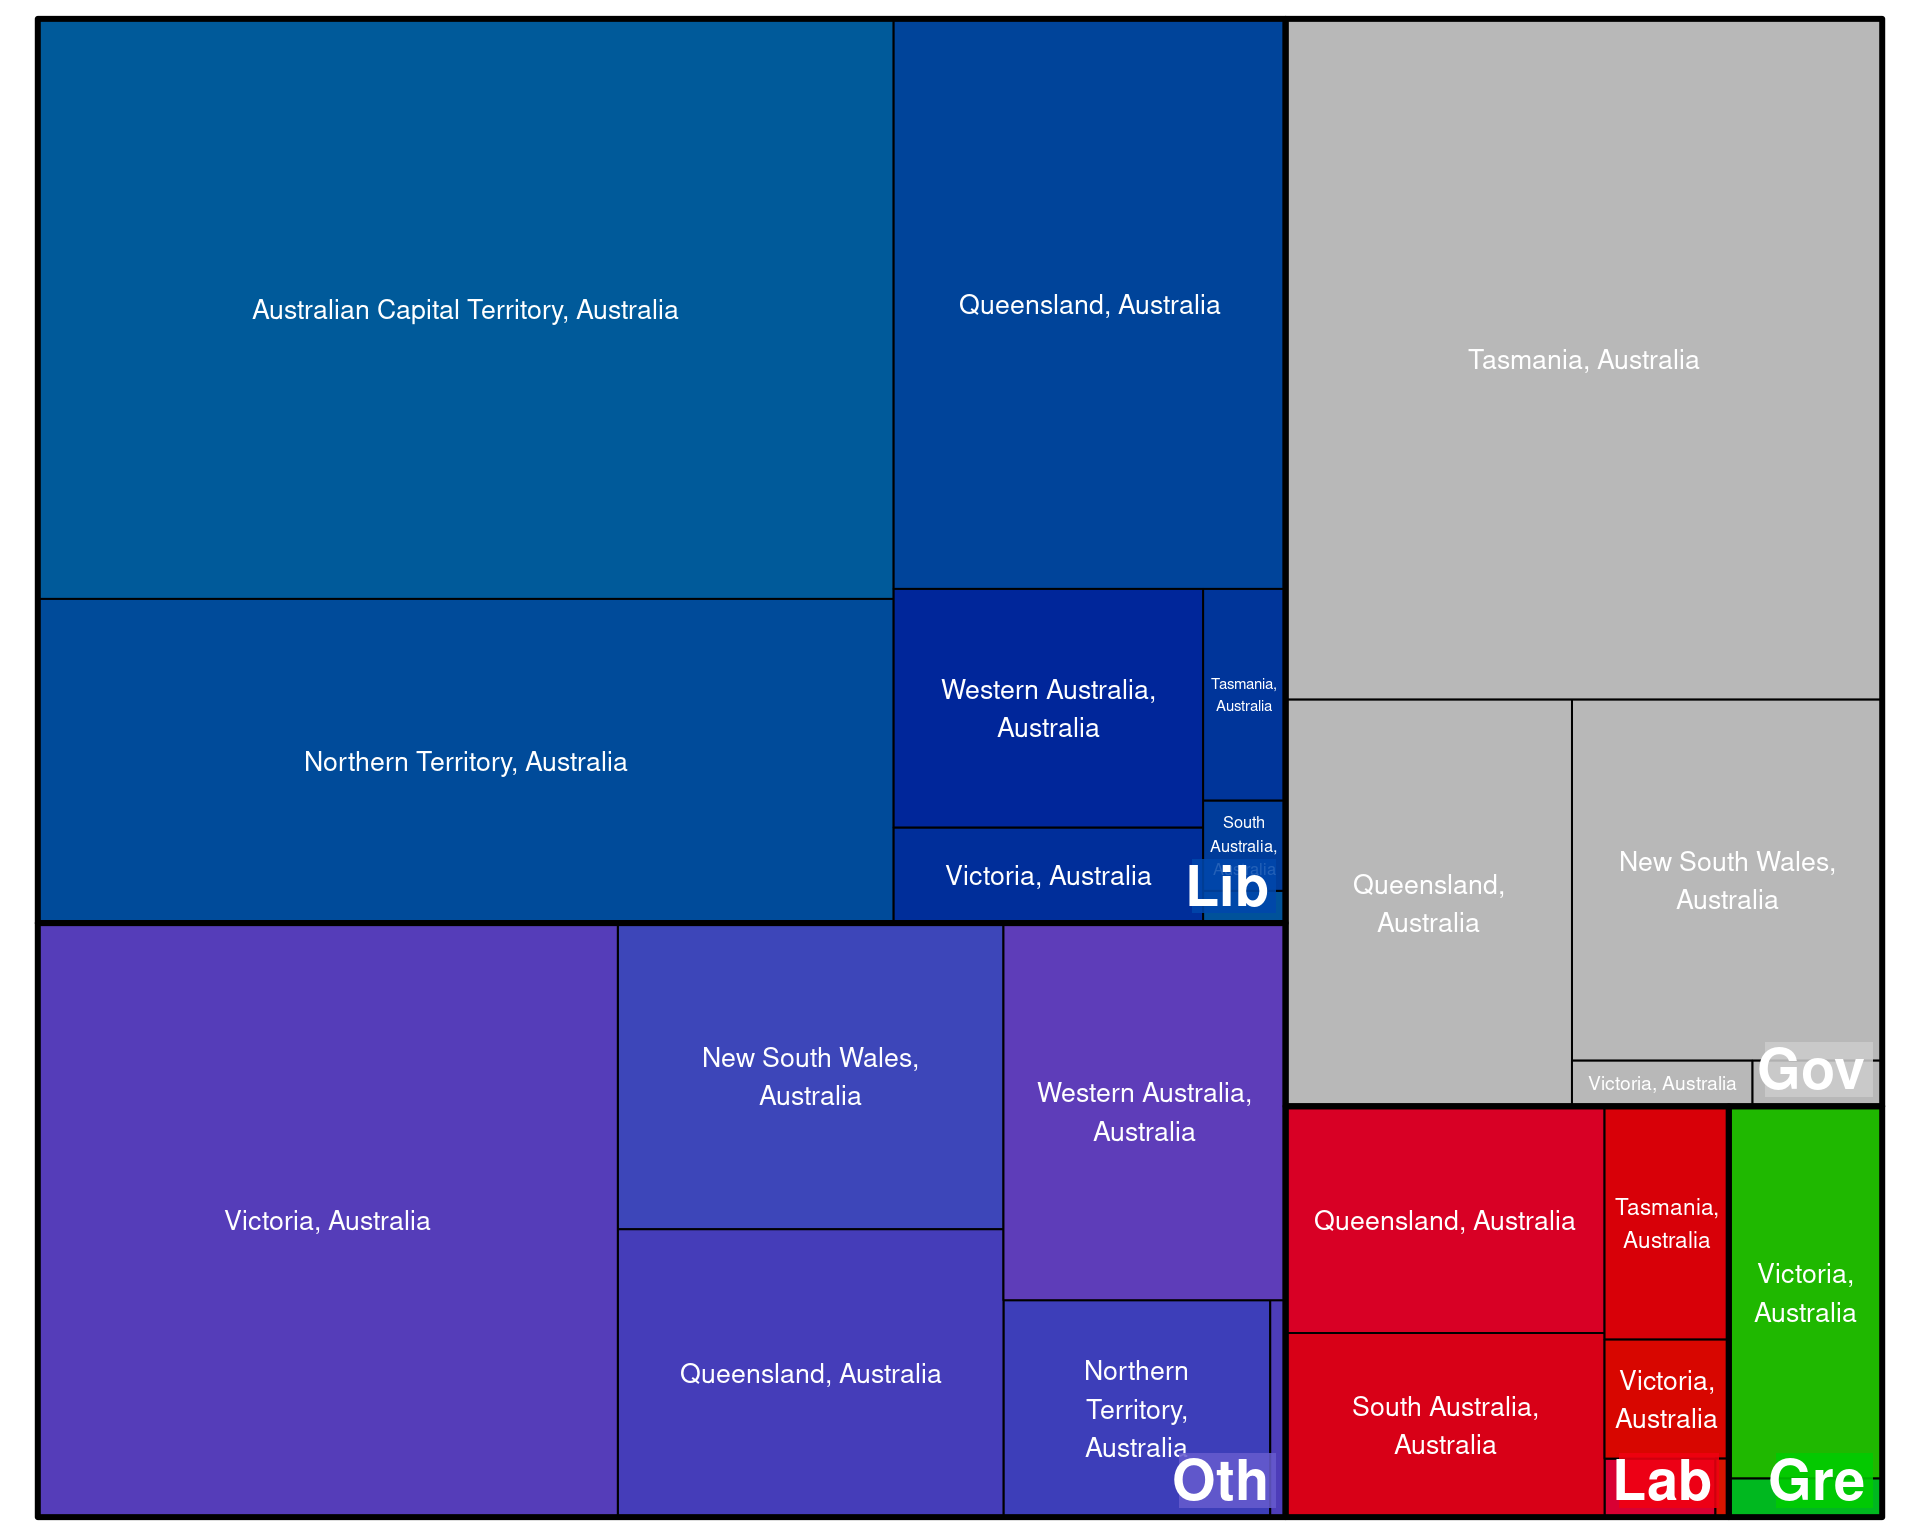 Australian Capital Territory, Australia
Northern Territory, Australia
Queensland, Australia
Western Australia,
Australia
Tasmania,
Australia
South
Australia,
Australia
Victoria, Australia
Lib
Tasmania, Australia
Queensland,
Australia
New South Wales,
Australia
Victoria, Australia
Gov
Victoria, Australia
New South Wales,
Australia
Queensland, Australia
Western Australia,
Australia
Northern
Territory,
Australia
Oth
Queensland, Australia
South Australia,
Australia
Tasmania,
Australia
Victoria,
Australia
Lab
Victoria,
Australia
Gre